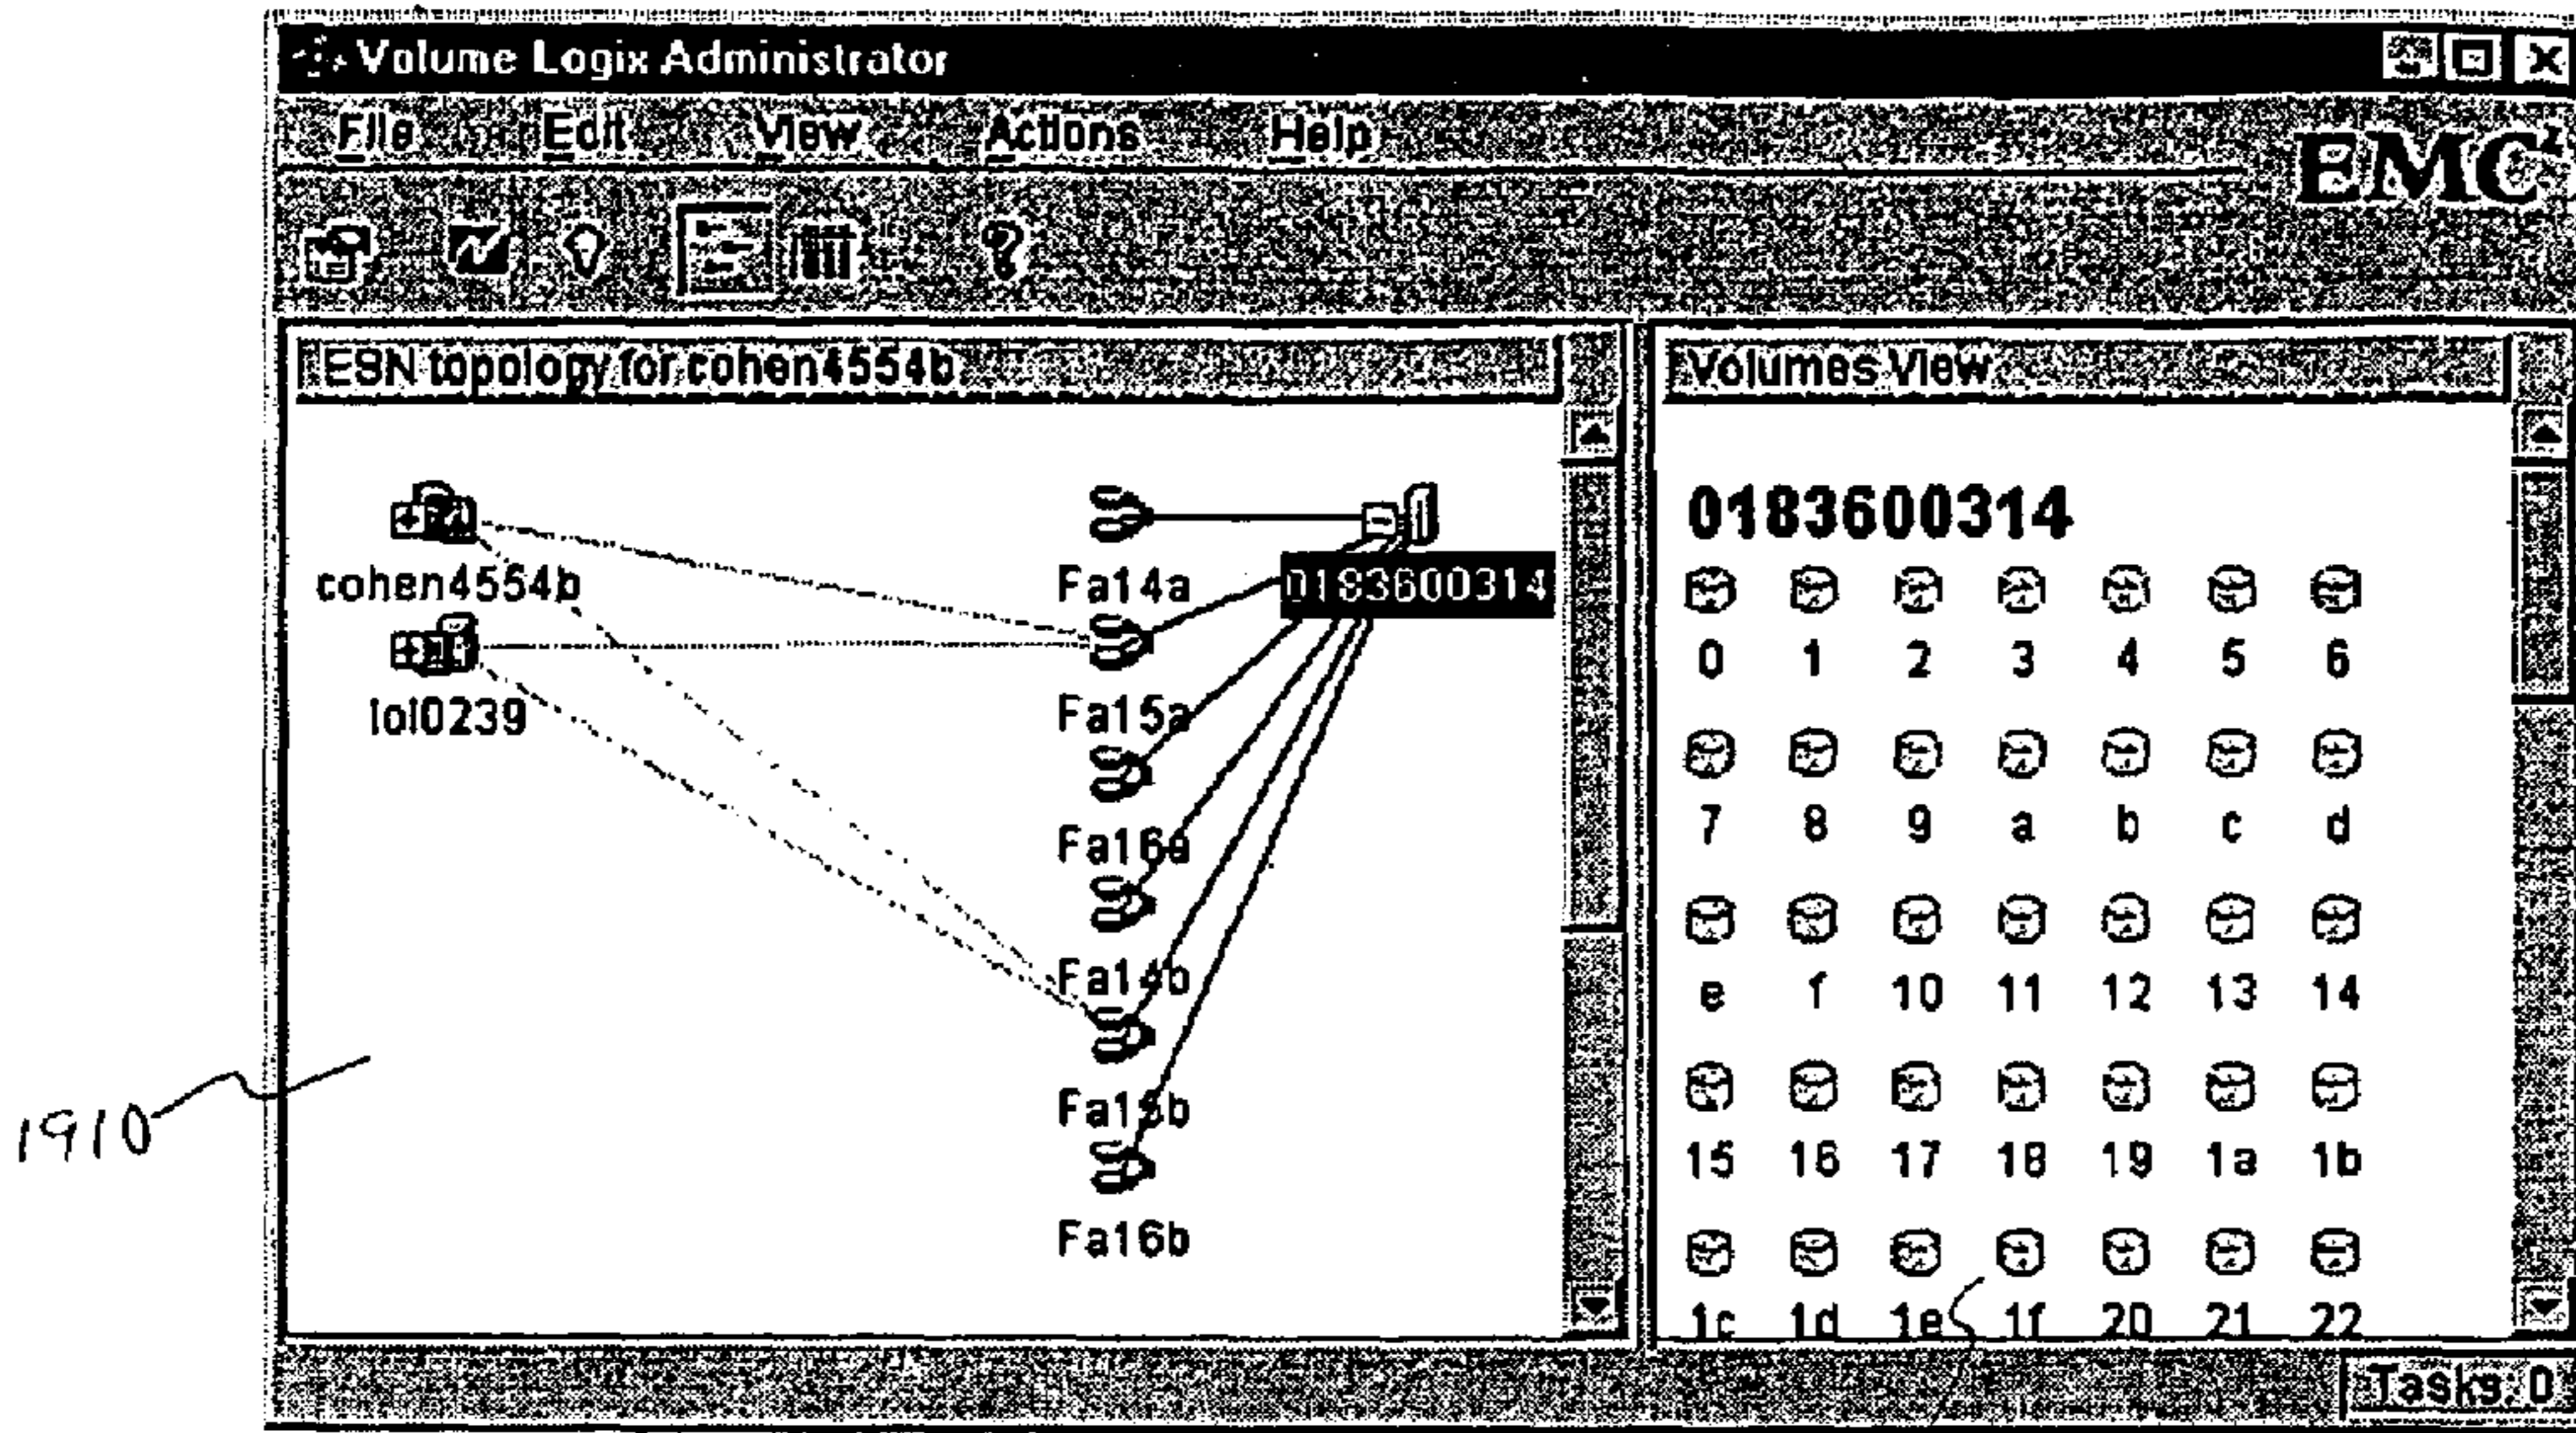 Volume Logix Administrator
File Edit View Actions Help
EMC²
ESN topology for cohen4554b
cohen4554b
lol0239
Fa14a
Fa15a
Fa16a
Fa14b
Fa15b
Fa16b
0183600314
Volumes View
0183600314
0 1 2 3 4 5 6
7 8 9 a b c d
e f 10 11 12 13 14
15 16 17 18 19 1a 1b
1c 1d 1e 1f 20 21 22
Tasks: 0
1910